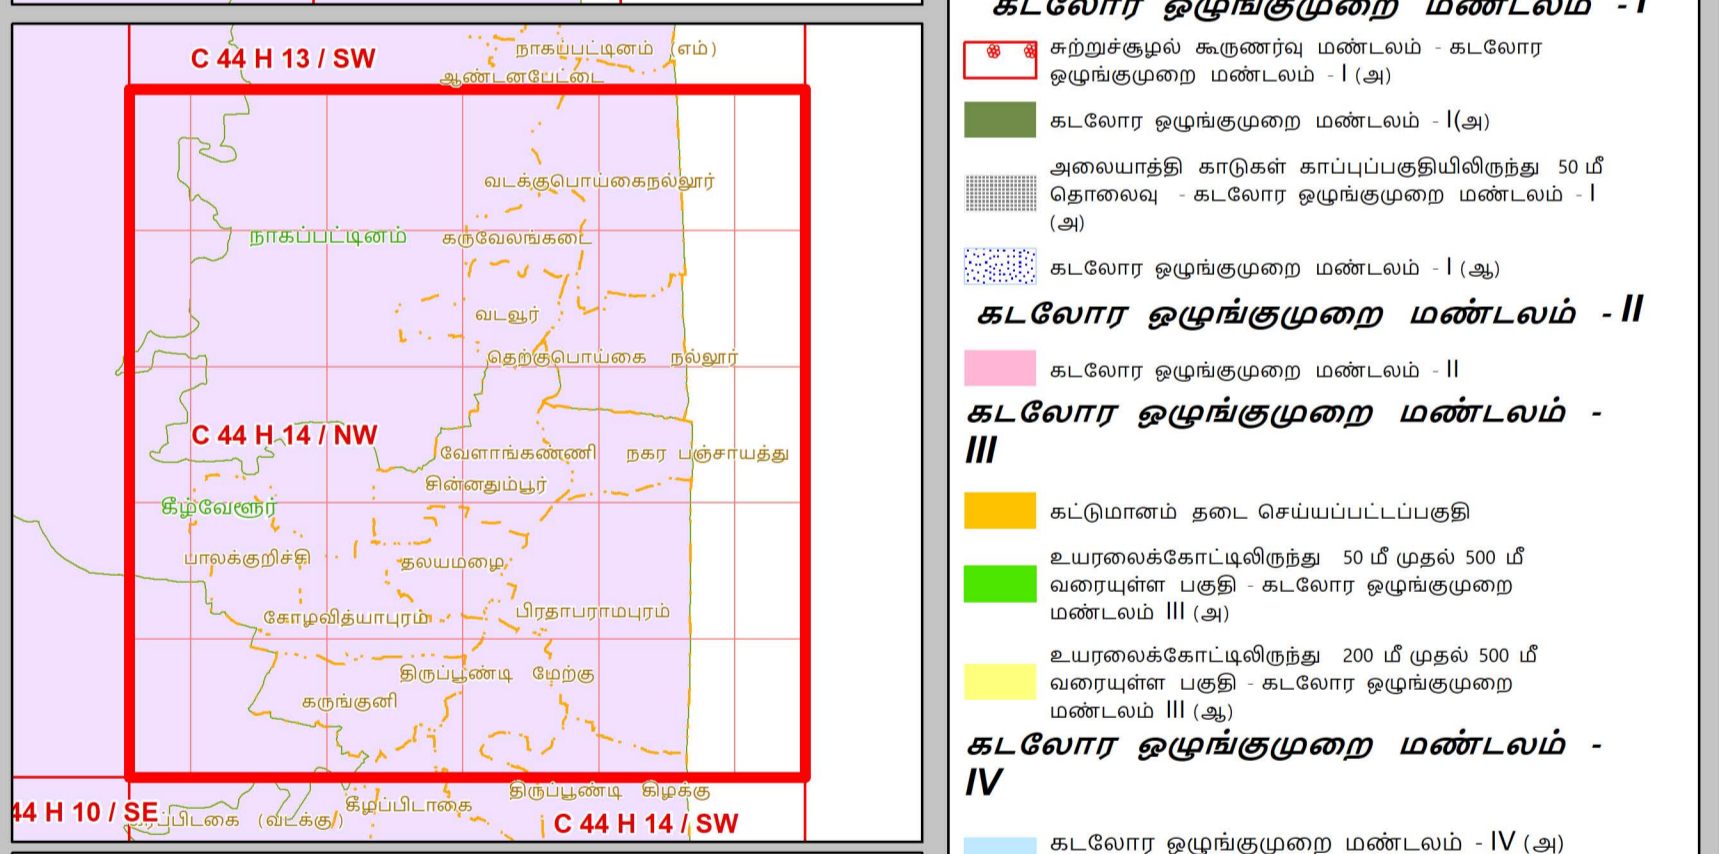 C 44 H 13 / SW
நாகப்பட்டினம் (எம்)
ஆண்டனபேட்டை
வடக்குபொய்கைநல்லூர்
நாகப்பட்டினம்
கருவேலங்கடை
வடவூர்
தெற்குபொய்கை நல்லூர்
C 44 H 14 / NW
வேளாங்கண்ணி நகர பஞ்சாயத்து
சின்னதும்பூர்
கீழ்வேளூர்
பாலக்குறிச்சி
தலயமழை
கோழவித்யாபுரம்
பிரதாபராமபுரம்
திருப்பூண்டி மேற்கு
கருங்குனி
திருப்பூண்டி கிழக்கு
கீழப்பிடாகை
44 H 10 / SE
(வடக்கு)
C 44 H 14 / SW
கடலோர ஒழுங்குமுறை மண்டலம் - I
சுற்றுச்சூழல் கூருணர்வு மண்டலம் - கடலோர
ஒழுங்குமுறை மண்டலம் - I (அ)
கடலோர ஒழுங்குமுறை மண்டலம் - I(அ)
அலையாத்தி காடுகள் காப்புப்பகுதியிலிருந்து 50 மீ
தொலைவு - கடலோர ஒழுங்குமுறை மண்டலம் - I
(அ)
கடலோர ஒழுங்குமுறை மண்டலம் - I (ஆ)
கடலோர ஒழுங்குமுறை மண்டலம் - II
கடலோர ஒழுங்குமுறை மண்டலம் - II
கடலோர ஒழுங்குமுறை மண்டலம் -
III
கட்டுமானம் தடை செய்யப்பட்டப்பகுதி
உயரலைக்கோட்டிலிருந்து 50 மீ முதல் 500 மீ
வரையுள்ள பகுதி - கடலோர ஒழுங்குமுறை
மண்டலம் III (அ)
உயரலைக்கோட்டிலிருந்து 200 மீ முதல் 500 மீ
வரையுள்ள பகுதி - கடலோர ஒழுங்குமுறை
மண்டலம் III (ஆ)
கடலோர ஒழுங்குமுறை மண்டலம் -
IV
கடலோர ஒழுங்குமுறை மண்டலம் - IV (அ)